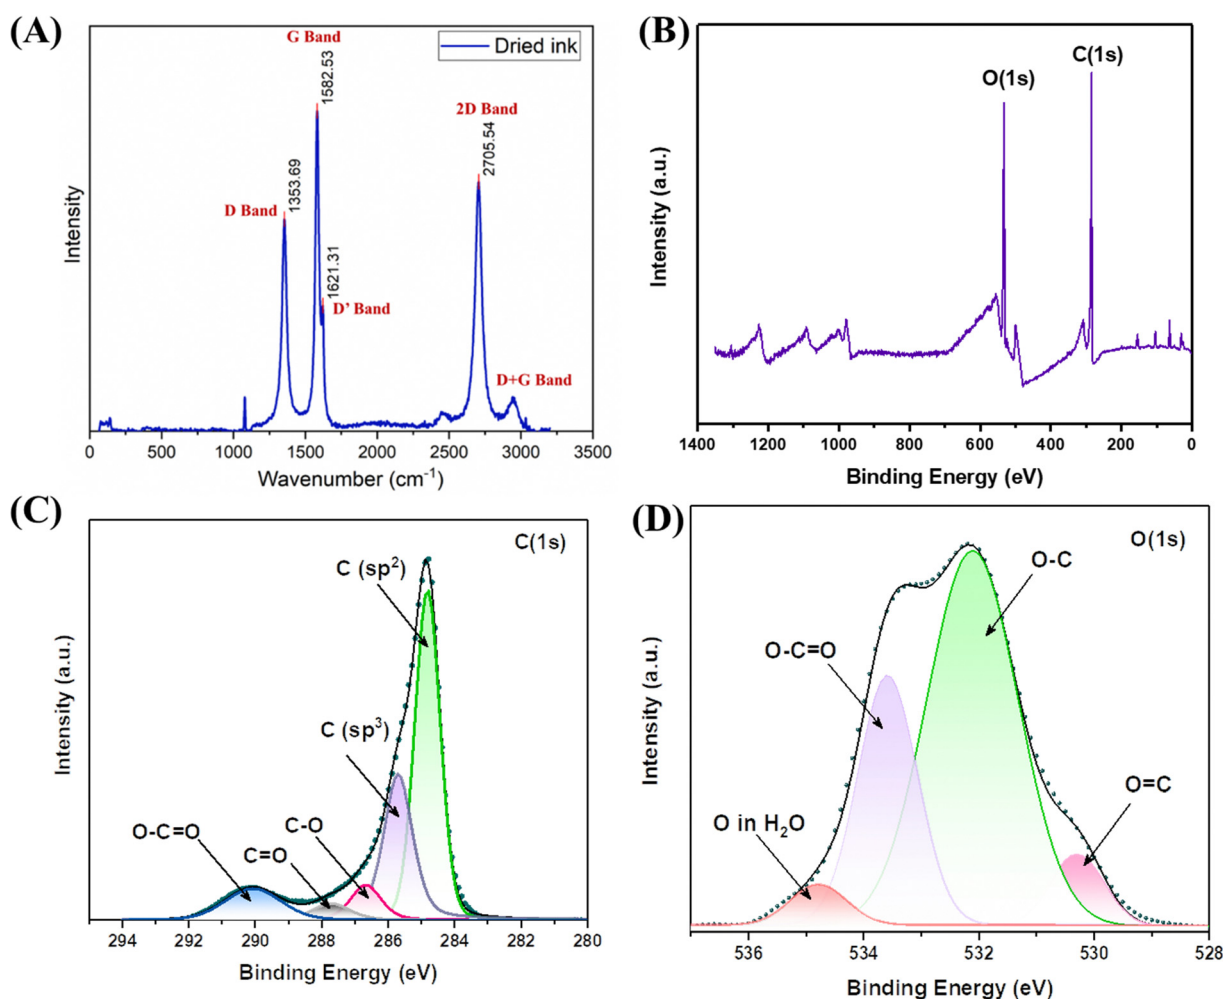 (A)
G Band
1582.53
Dried ink
2D Band
2705.54
1353.69
D Band
1621.31
D' Band
D+G Band
Intensity
0 500 1000 1500 2000 2500 3000 3500
Wavenumber (cm⁻¹)
(B)
C(1s)
O(1s)
Intensity (a.u.)
1400 1200 1000 800 600 400 200 0
Binding Energy (eV)
(C)
C(1s)
C (sp²)
C (sp³)
C-O
O-C=O
C=O
Intensity (a.u.)
294 292 290 288 286 284 282 280
Binding Energy (eV)
(D)
O(1s)
O-C
O-C=O
O=C
O in H₂O
Intensity (a.u.)
536 534 532 530 528
Binding Energy (eV)